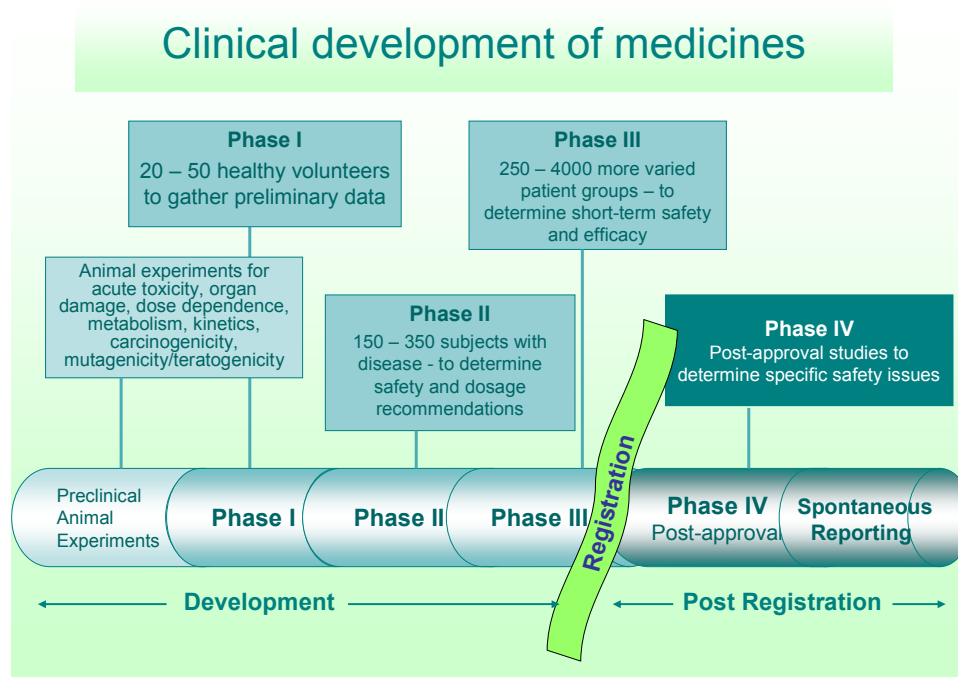 Clinical development of medicines
Phase I
20 – 50 healthy volunteers
to gather preliminary data
Phase III
250 – 4000 more varied
patient groups – to
determine short-term safety
and efficacy
Animal experiments for
acute toxicity, organ
damage, dose dependence,
metabolism, kinetics,
carcinogenicity,
mutagenicity/teratogenicity
Phase II
150 – 350 subjects with
disease - to determine
safety and dosage
recommendations
Phase IV
Post-approval studies to
determine specific safety issues
Preclinical
Animal
Experiments
Phase I
Phase II
Phase III
Registration
Phase IV
Post-approval
Spontaneous
Reporting
Development
Post Registration